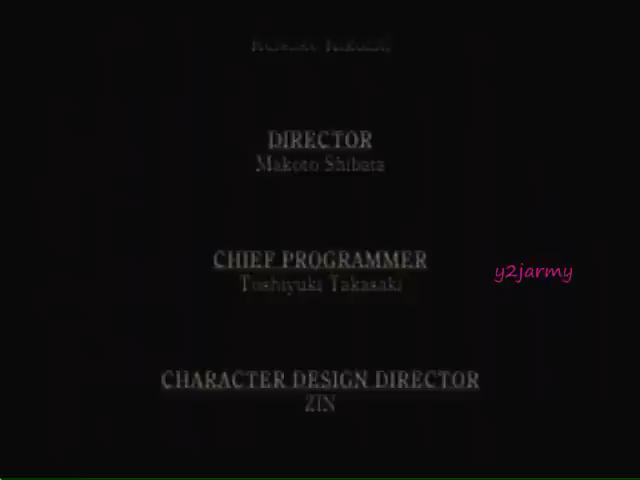 DIRECTOR
Makoto Shibata
CHIEF PROGRAMMER
Toshiyuki Takasaki
y2jarmy
CHARACTER DESIGN DIRECTOR
ZIN